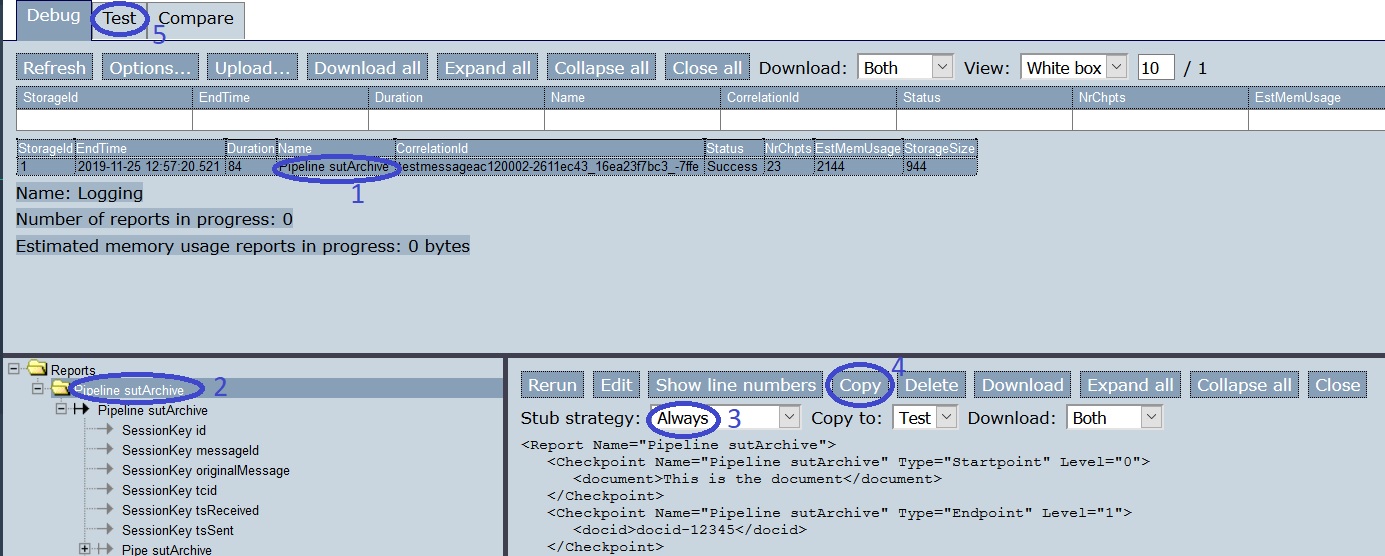 Debug Test Compare
5
Refresh Options... Upload... Download all Expand all Collapse all Close all Download: Both View: White box 10 / 1
StorageId EndTime Duration Name CorrelationId Status NrChpts EstMemUsage
StorageId EndTime Duration Name CorrelationId Status NrChpts EstMemUsage StorageSize
1 2019-11-25 12:57:20.521 84 Pipeline sutArchive testmessageac120002-2611ec43_16ea23f7bc3_-7ffe Success 23 2144 944
1
Name: Logging
Number of reports in progress: 0
Estimated memory usage reports in progress: 0 bytes
Reports
Pipeline sutArchive 2
Pipeline sutArchive
SessionKey id
SessionKey messageId
SessionKey originalMessage
SessionKey tcid
SessionKey tsReceived
SessionKey tsSent
Pipe sutArchive
4
Rerun Edit Show line numbers Copy Delete Download Expand all Collapse all Close
Stub strategy: Always 3 Copy to: Test Download: Both
<Report Name="Pipeline sutArchive">
<Checkpoint Name="Pipeline sutArchive" Type="Startpoint" Level="0">
<document>This is the document</document>
</Checkpoint>
<Checkpoint Name="Pipeline sutArchive" Type="Endpoint" Level="1">
<docid>docid-12345</docid>
</Checkpoint>